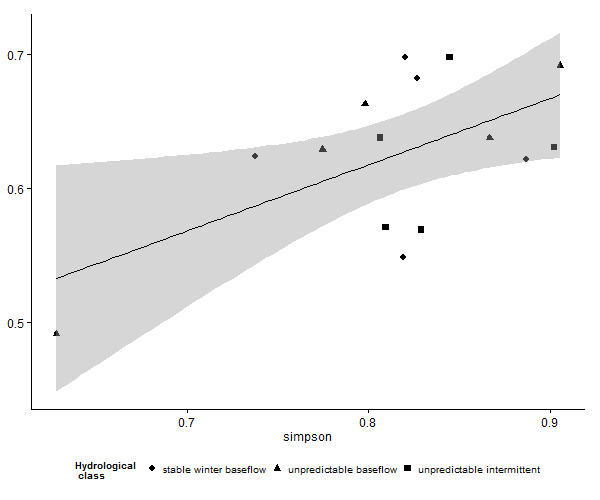 0.7
0.6
0.5
0.7 0.8 0.9
simpson
Hydrological
class
stable winter baseflow unpredictable baseflow unpredictable intermittent